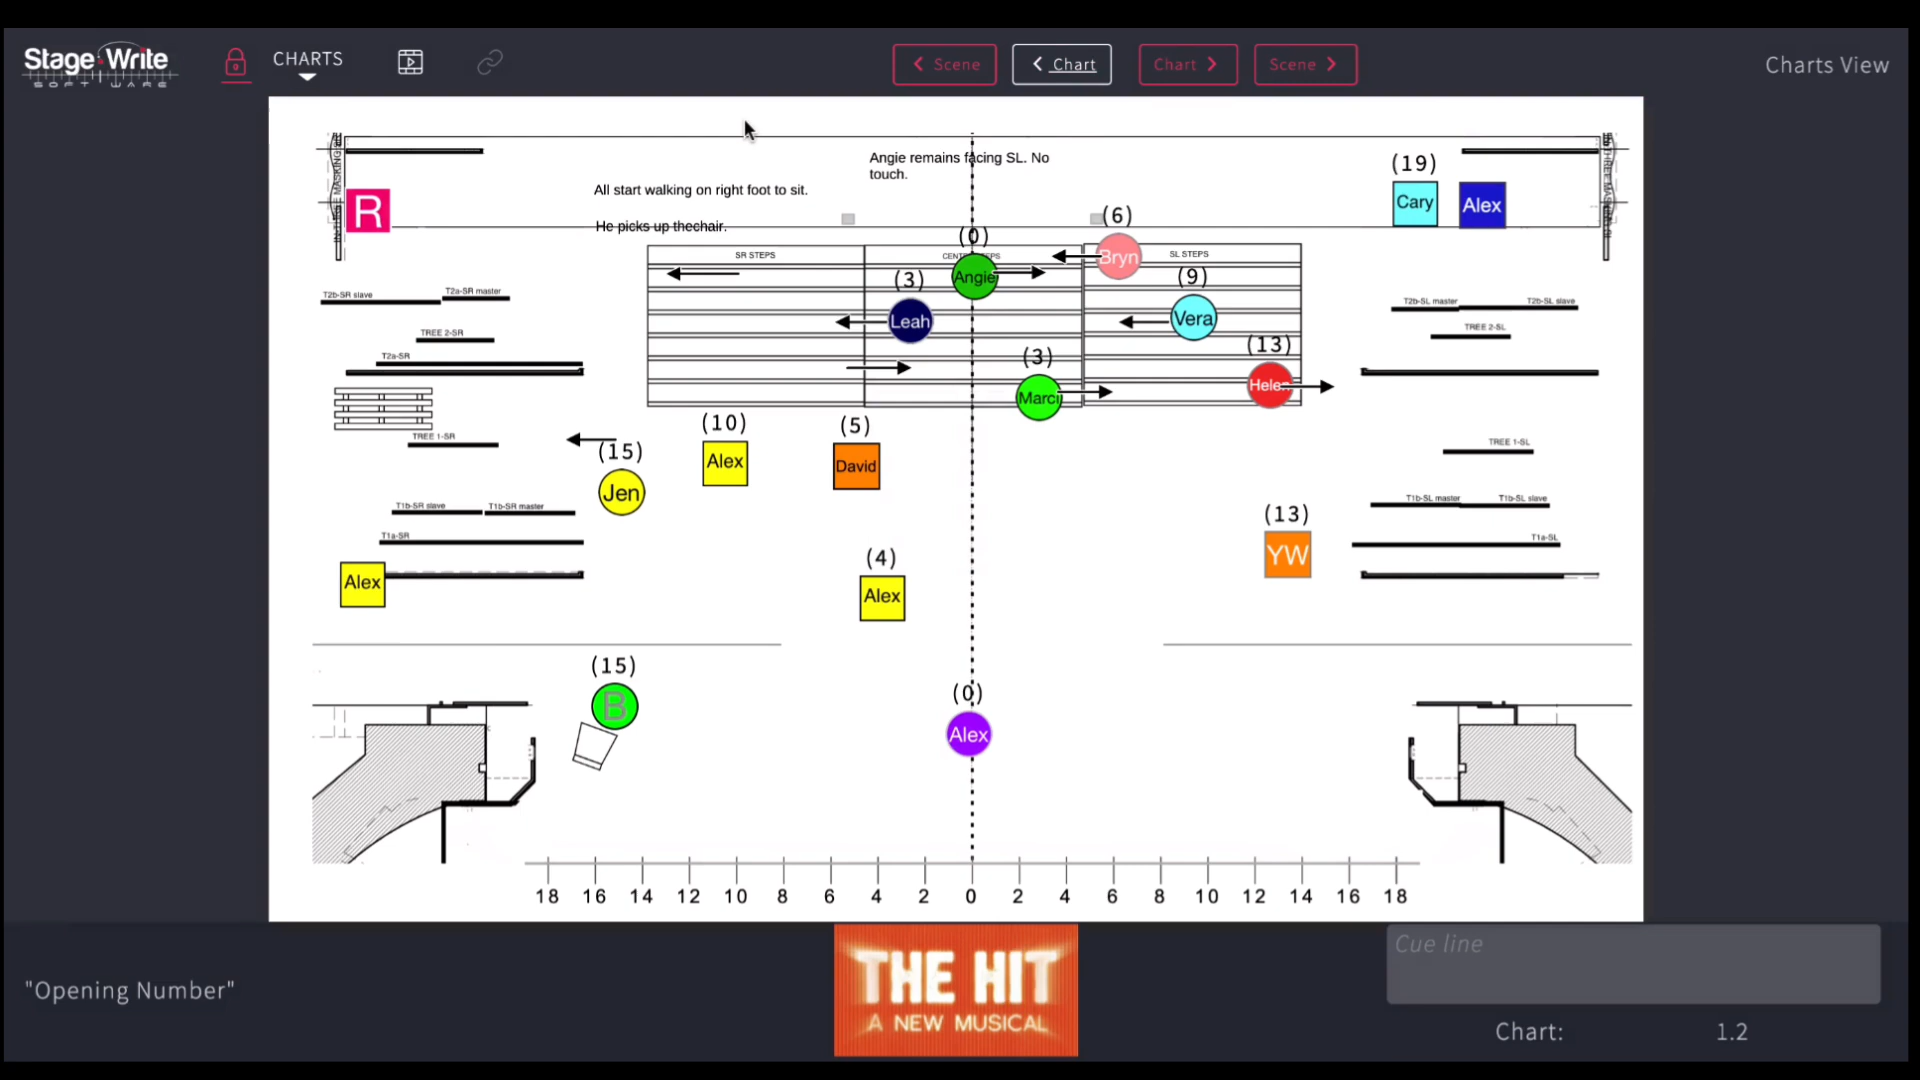 Stage Write
SOFTWARE
CHARTS
Scene
Chart
Chart
Scene
Charts View
Angie remains facing SL. No
touch.
All start walking on right foot to sit.
He picks up thechair.
R
(19)
Cary
Alex
(6)
Bryn
(0)
Angie
SR STEPS
SL STEPS
(3)
Leah
(9)
Vera
(3)
Marci
(13)
Helen
T2b-SR slave
T2a-SR master
TREE 2-SR
T2a-SR
TREE 1-SR
T2b-SL master
T2b-SL slave
TREE 2-SL
TREE 1-SL
(15)
Jen
(10)
Alex
(5)
David
T1b-SR slave
T1b-SR master
T1a-SR
T1b-SL master
T1b-SL slave
T1a-SL
(13)
YW
Alex
(4)
Alex
(15)
B
(0)
Alex
18 16 14 12 10 8 6 4 2 0 2 4 6 8 10 12 14 16 18
"Opening Number"
THE HIT
A NEW MUSICAL
Cue line
Chart: 1.2